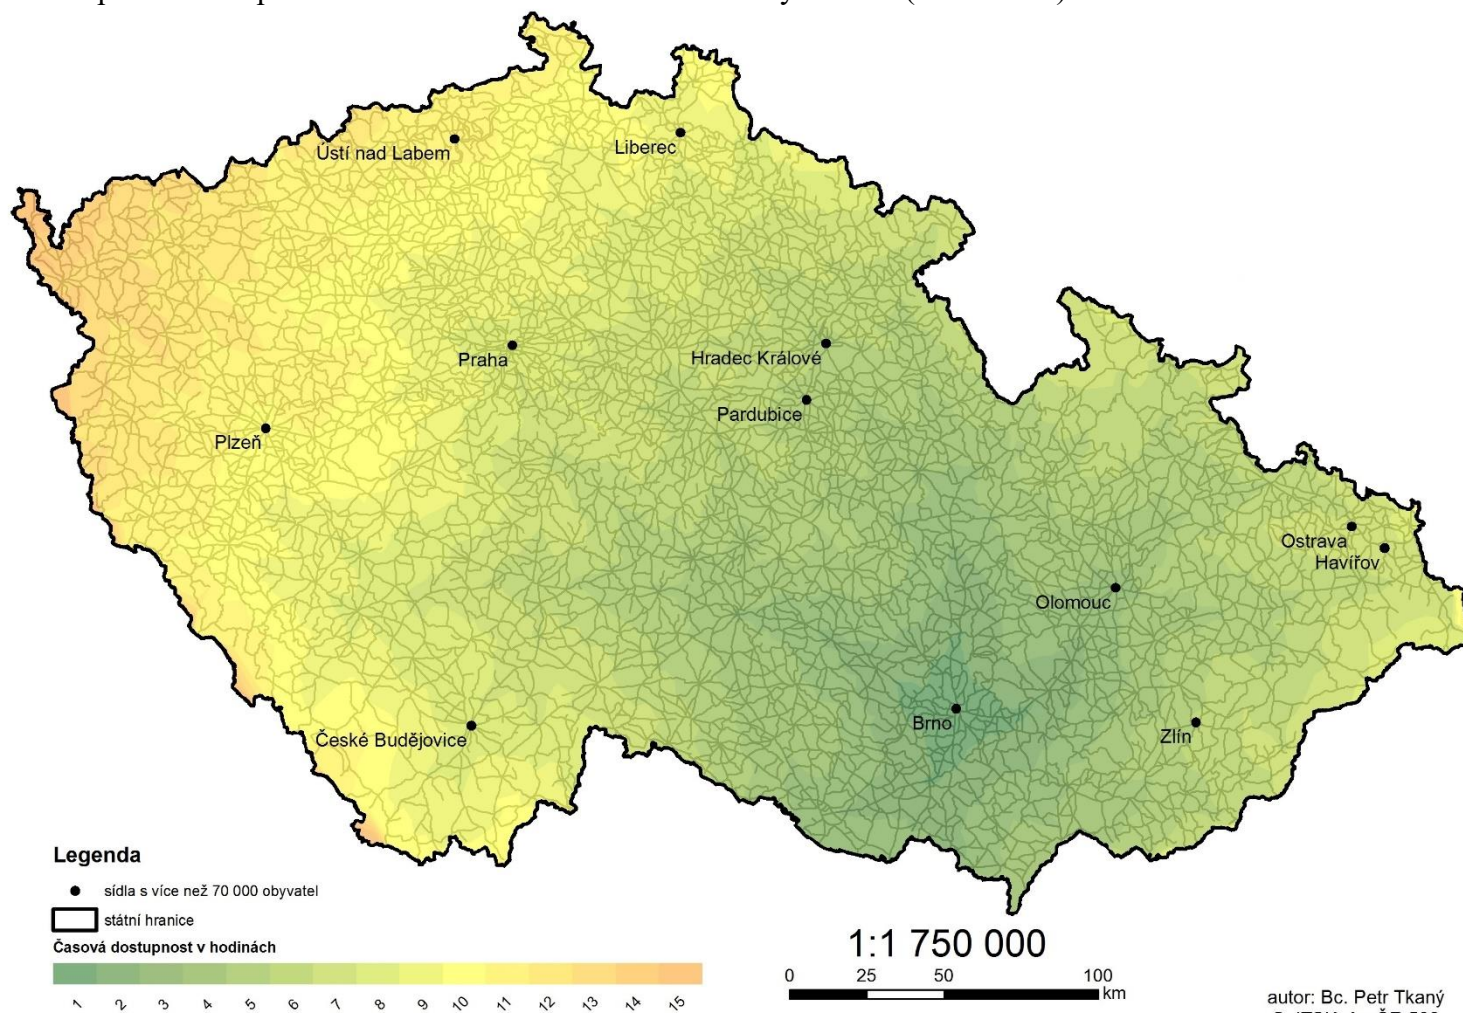 Ústí nad Labem
Liberec
Praha
Hradec Králové
Pardubice
Plzeň
Ostrava
Havířov
Olomouc
Brno
Zlín
České Budějovice
Legenda
sídla s více než 70 000 obyvatel
státní hranice
Časová dostupnost v hodinách
1 2 3 4 5 6 7 8 9 10 11 12 13 14 15
1:1 750 000
0 25 50 100
km
autor: Bc. Petr Tkaný